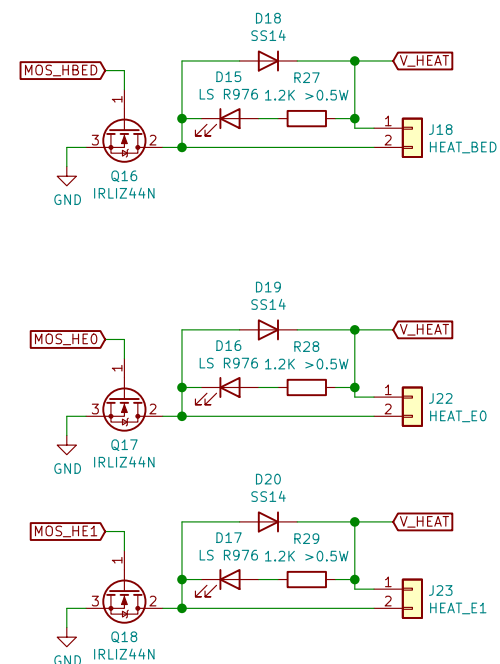 D18
SS14
MOS_HBED
V_HEAT
D15
R27
LS R976
1.2K >0.5W
1
1
J18
3
2
2
HEAT_BED
Q16
IRLIZ44N
GND
D19
SS14
MOS_HE0
V_HEAT
D16
R28
LS R976
1.2K >0.5W
1
1
J22
3
2
2
HEAT_E0
Q17
IRLIZ44N
GND
D20
SS14
MOS_HE1
V_HEAT
D17
R29
LS R976
1.2K >0.5W
1
1
J23
3
2
2
HEAT_E1
Q18
IRLIZ44N
GND